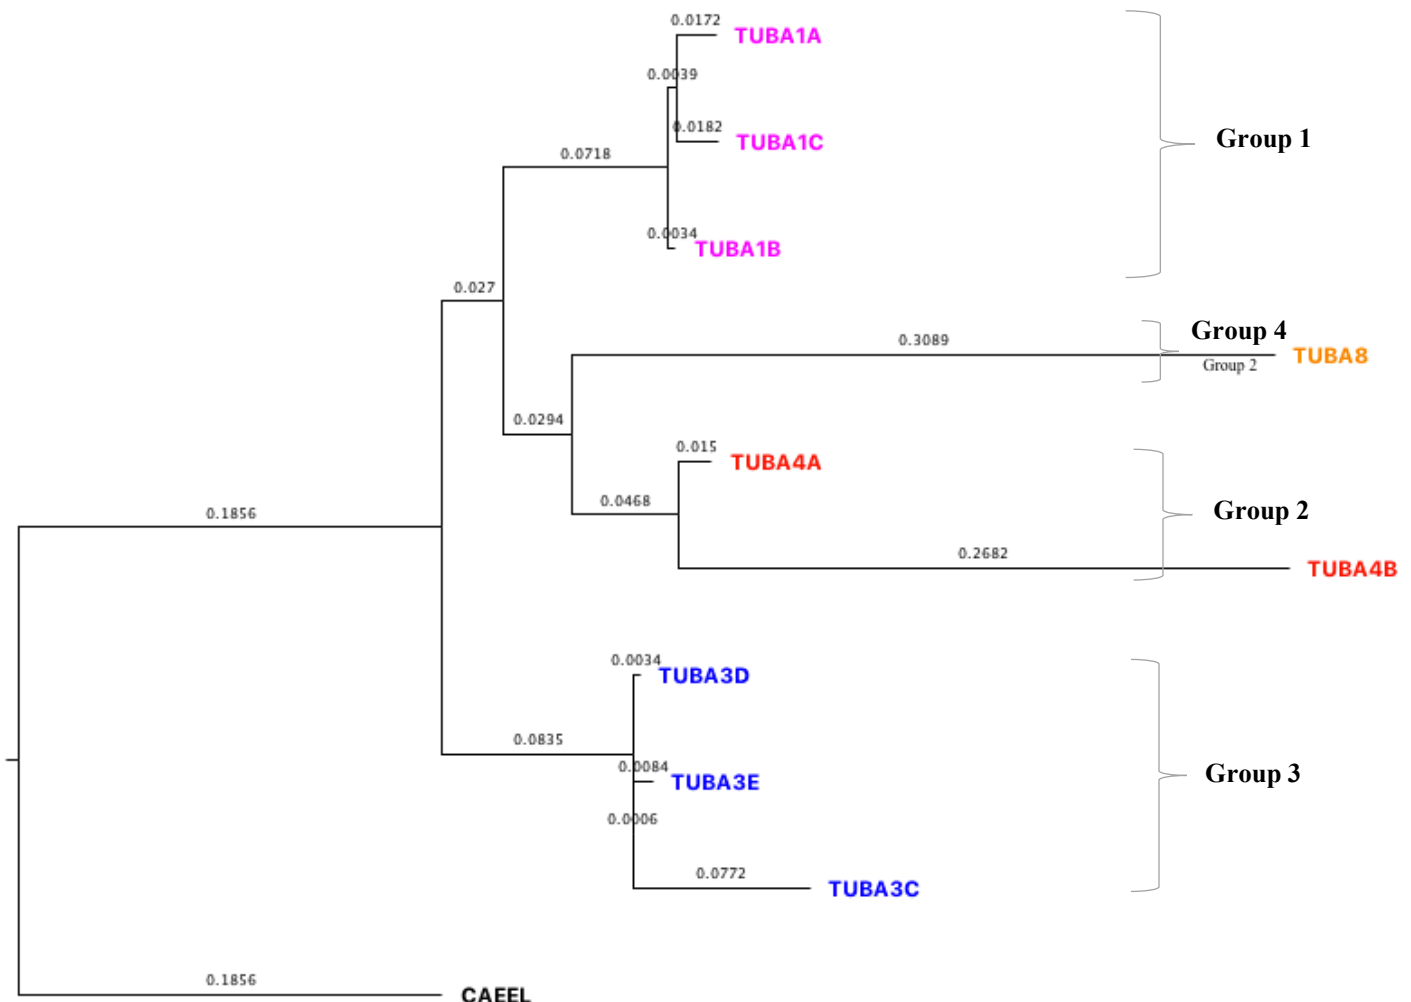 0.0172
TUBA1A
0.0039
0.0182
TUBA1C
Group 1
0.0718
0.0034
TUBA1B
0.027
Group 4
0.3089
TUBA8
Group 2
0.0294
0.015
TUBA4A
0.0468
Group 2
0.2682
TUBA4B
0.1856
0.0034
TUBA3D
0.0835
0.0084
TUBA3E
Group 3
0.0006
0.0772
TUBA3C
0.1856
CAEEL